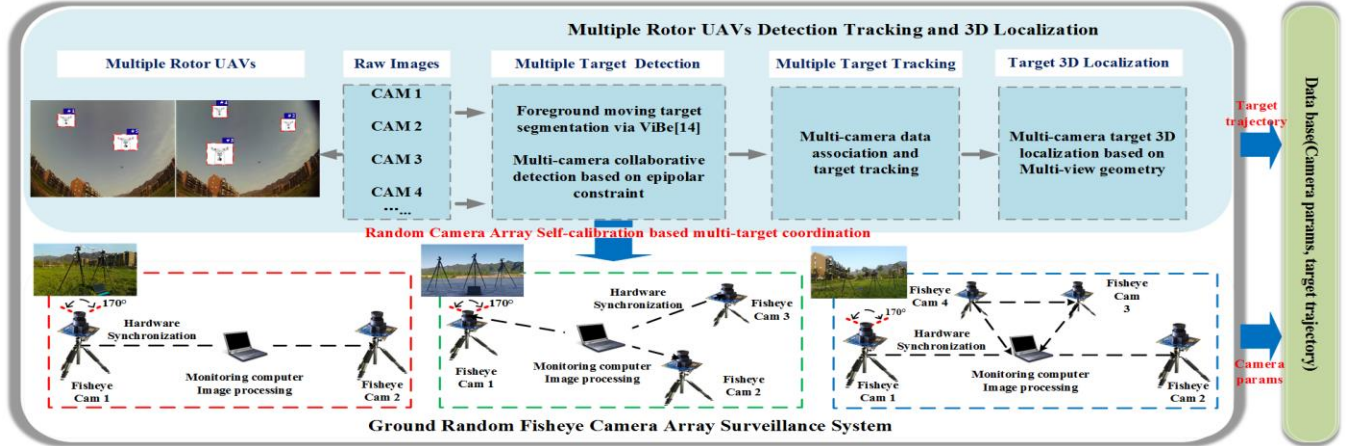 Multiple Rotor UAVs Detection Tracking and 3D Localization
Multiple Rotor UAVs
Raw Images
Multiple Target Detection
Multiple Target Tracking
Target 3D Localization
CAM 1
CAM 2
CAM 3
CAM 4
...
Foreground moving target
segmentation via ViBe[14]
Multi-camera collaborative
detection based on epipolar
constraint
Multi-camera data
association and
target tracking
Multi-camera target 3D
localization based on
Multi-view geometry
Target
trajectory
Data base(Camera params, target trajectory)
Random Camera Array Self-calibration based multi-target coordination
170°
Hardware
Synchronization
Fisheye
Cam 1
Monitoring computer
Image processing
Fisheye
Cam 2
170°
Hardware
Synchronization
Fisheye
Cam 3
Fisheye
Cam 1
Monitoring computer
Image processing
Fisheye
Cam 2
Fisheye
Cam 4
Fisheye
Cam
3
170°
Hardware
Synchronization
Fisheye
Cam 1
Monitoring computer
Image processing
Fisheye
Cam 2
Camera
params
Ground Random Fisheye Camera Array Surveillance System